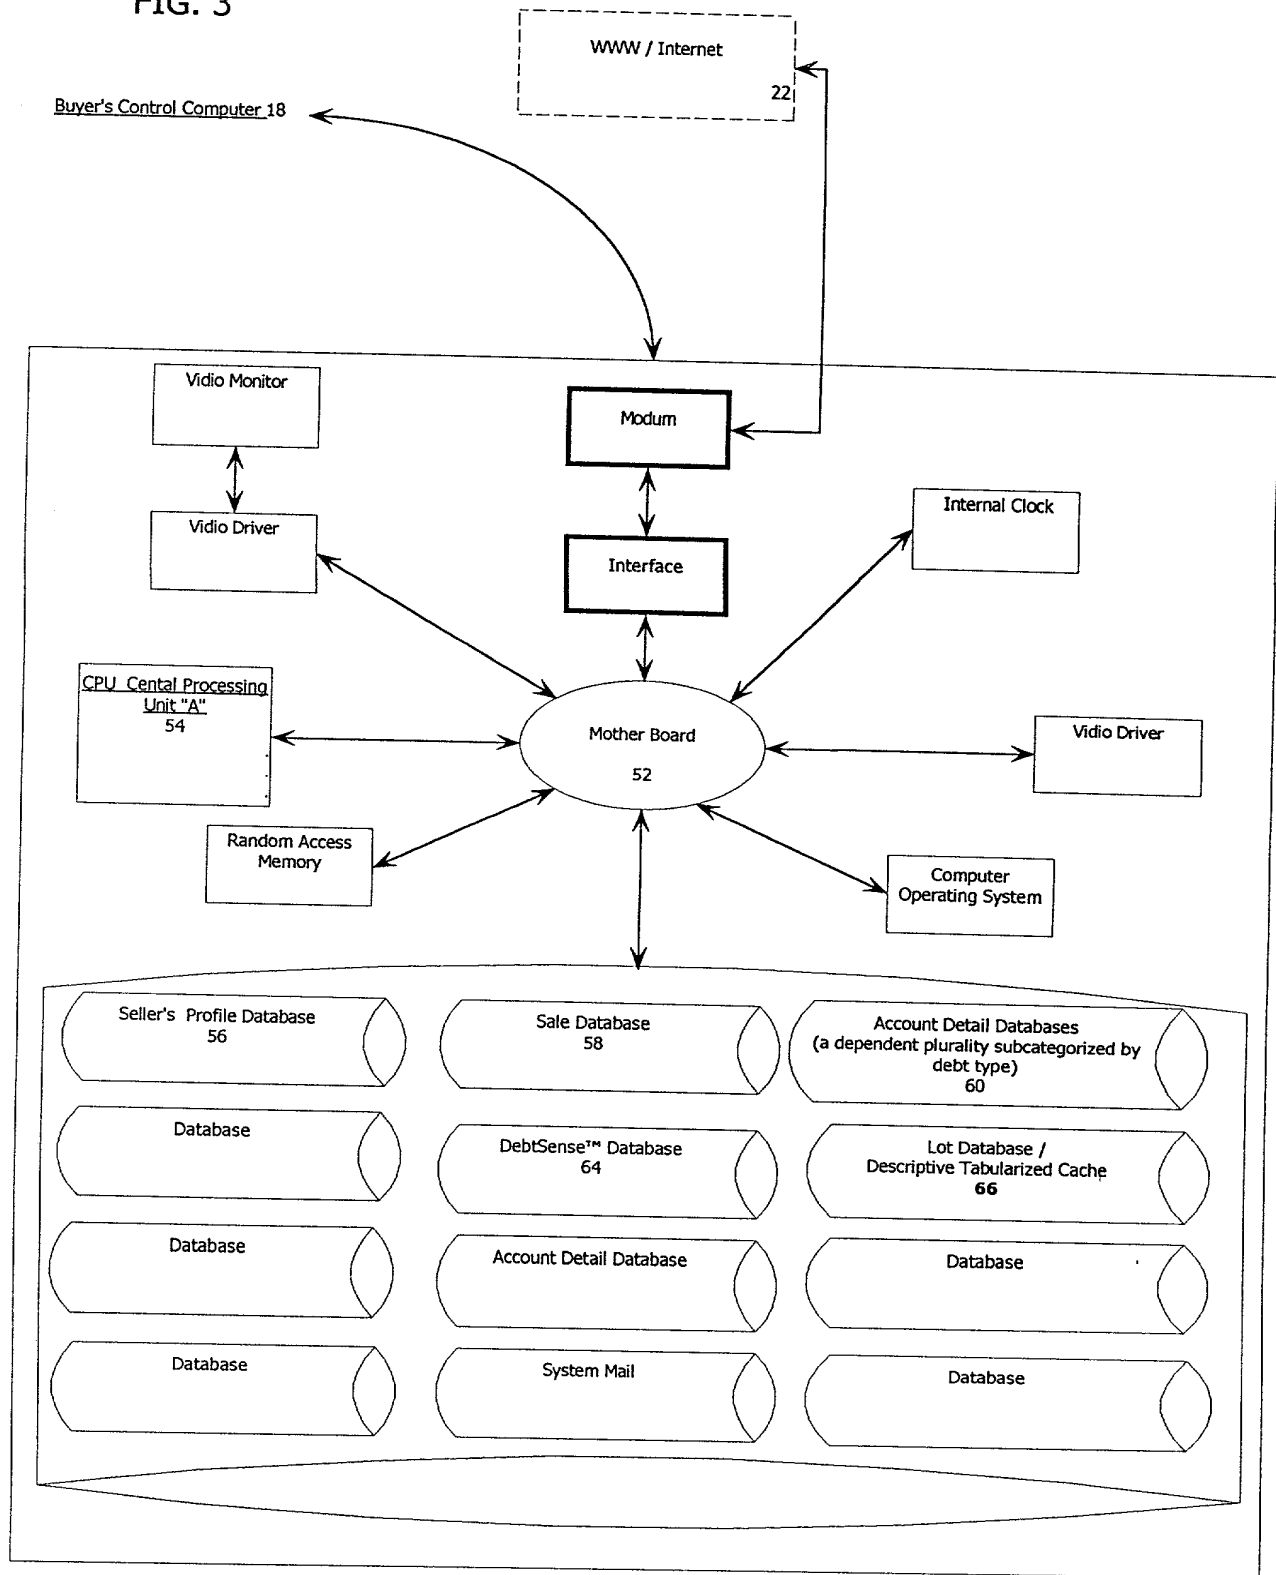 FIG. 3
WWW / Internet
22
Buyer's Control Computer 18
Vidio Monitor
Modum
Vidio Driver
Internal Clock
Interface
CPU Cental Processing
Unit "A"
54
Mother Board
52
Vidio Driver
Random Access
Memory
Computer
Operating System
Seller's Profile Database
56
Sale Database
58
Account Detail Databases
(a dependent plurality subcategorized by
debt type)
60
Database
DebtSense™ Database
64
Lot Database /
Descriptive Tabularized Cache
66
Database
Account Detail Database
Database
Database
System Mail
Database